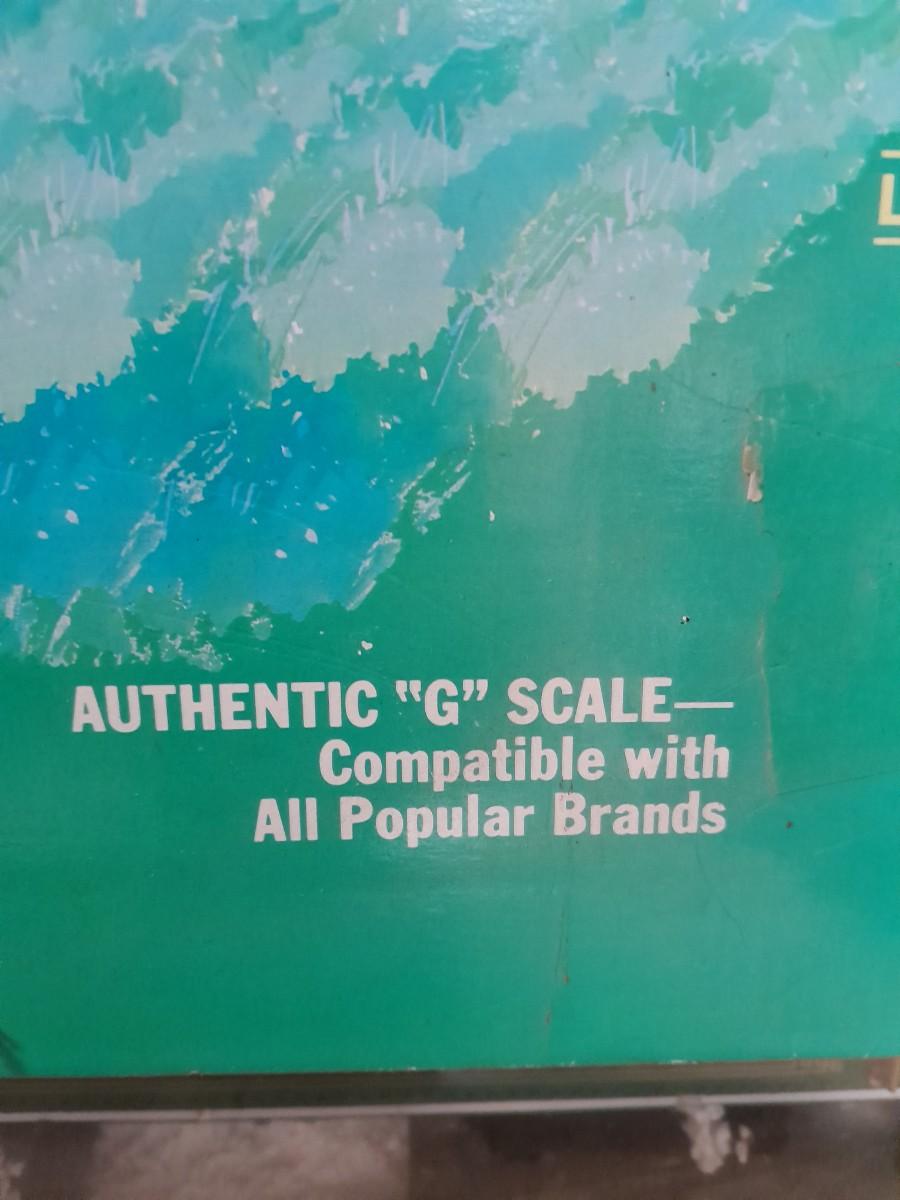 AUTHENTIC "G" SCALE—
Compatible with
All Popular Brands